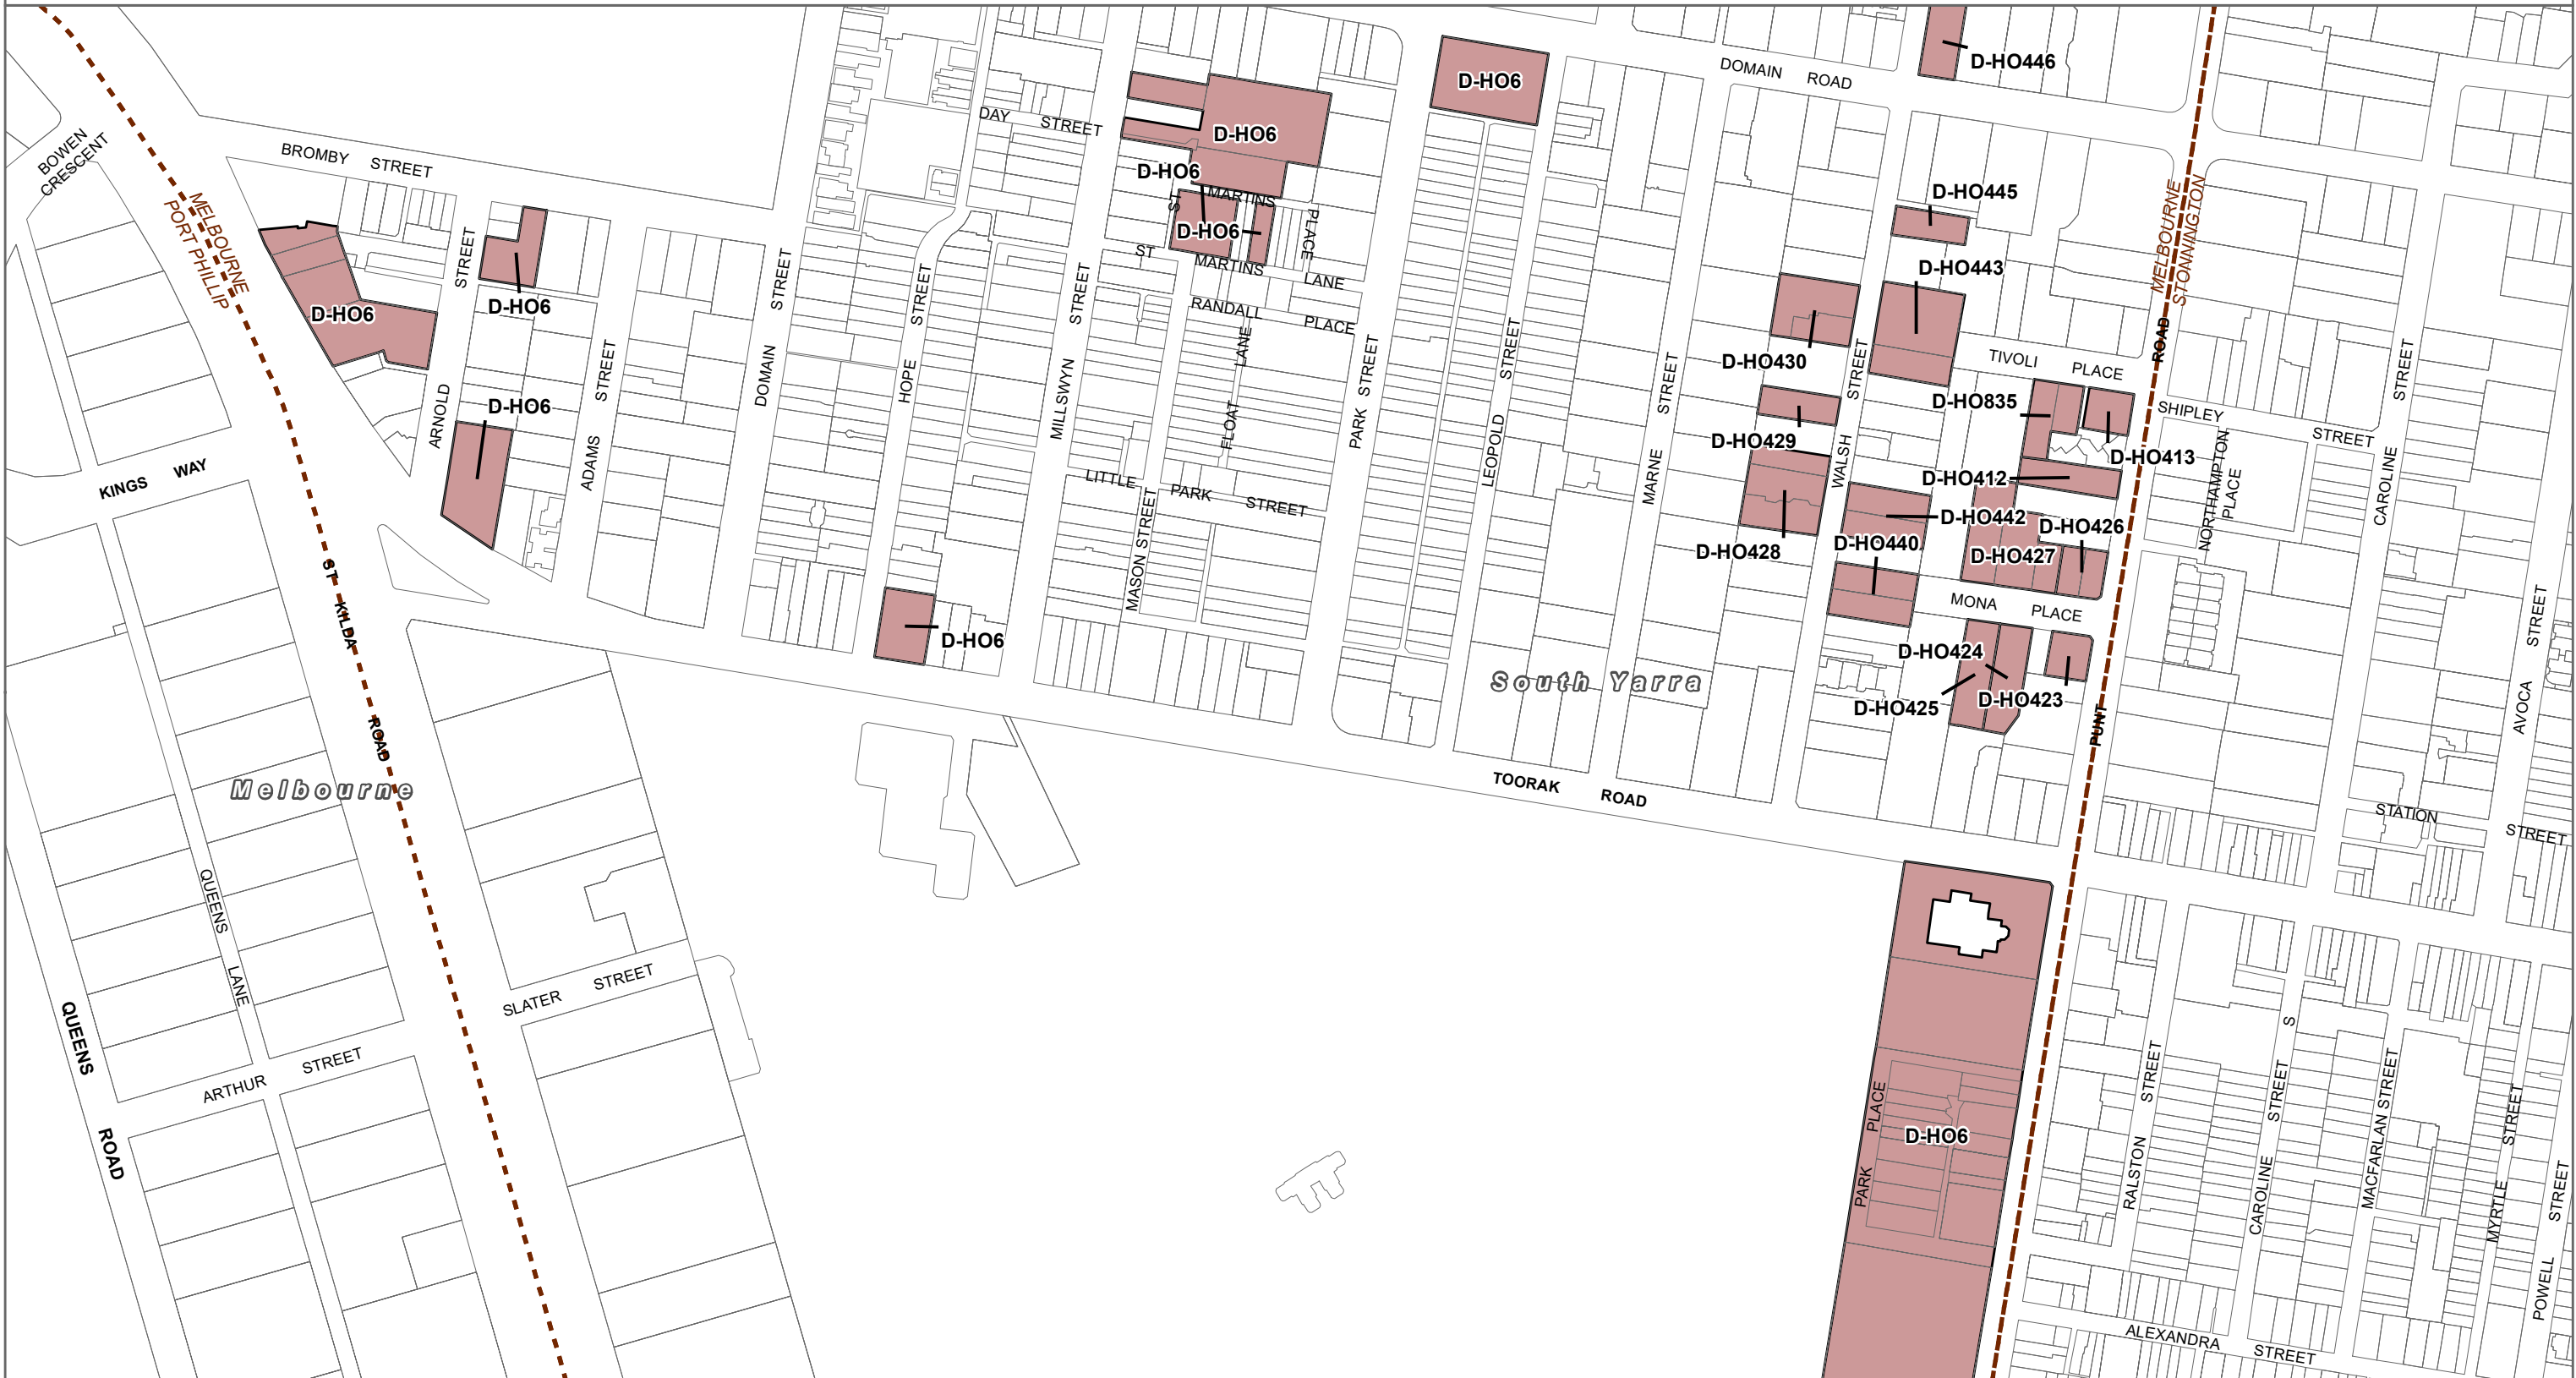 D-HO446
DOMAIN ROAD
D-HO6
D-HO6
DAY STREET
BOWEN
CRESCENT
BROMBY STREET
D-HO6
MARTINS
ST
PLACE
D-HO6
ST
MARTINS
LANE
D-HO445
D-HO443
MELBOURNE
PORT PHILLIP
MELBOURNE
STONNINGTON
D-HO6
D-HO6
ARNOLD STREET
ADAMS STREET
DOMAIN STREET
HOPE STREET
MILLSWYN STREET
RANDALL PLACE
FLOAT LANE
PARK STREET
LEOPOLD STREET
MARNE STREET
WALSH STREET
D-HO430
TIVOLI PLACE
D-HO835
D-HO429
D-HO413
D-HO412
SHIPLEY STREET
NORTHAMPTON
PLACE
CAROLINE STREET
D-HO6
KINGS WAY
LITTLE PARK STREET
MASON STREET
D-HO442
D-HO426
D-HO428
D-HO440
D-HO427
MONA PLACE
D-HO6
D-HO424
D-HO423
D-HO425
South Yarra
ST KILDA ROAD
Melbourne
PUNT ROAD
AVOCA STREET
TOORAK ROAD
STATION STREET
QUEENS LANE
SLATER STREET
QUEENS ROAD
ARTHUR STREET
PARK PLACE
D-HO6
RALSTON STREET
CAROLINE STREET S
MACFARLAN STREET
MYRTLE STREET
POWELL STREET
ALEXANDRA STREET